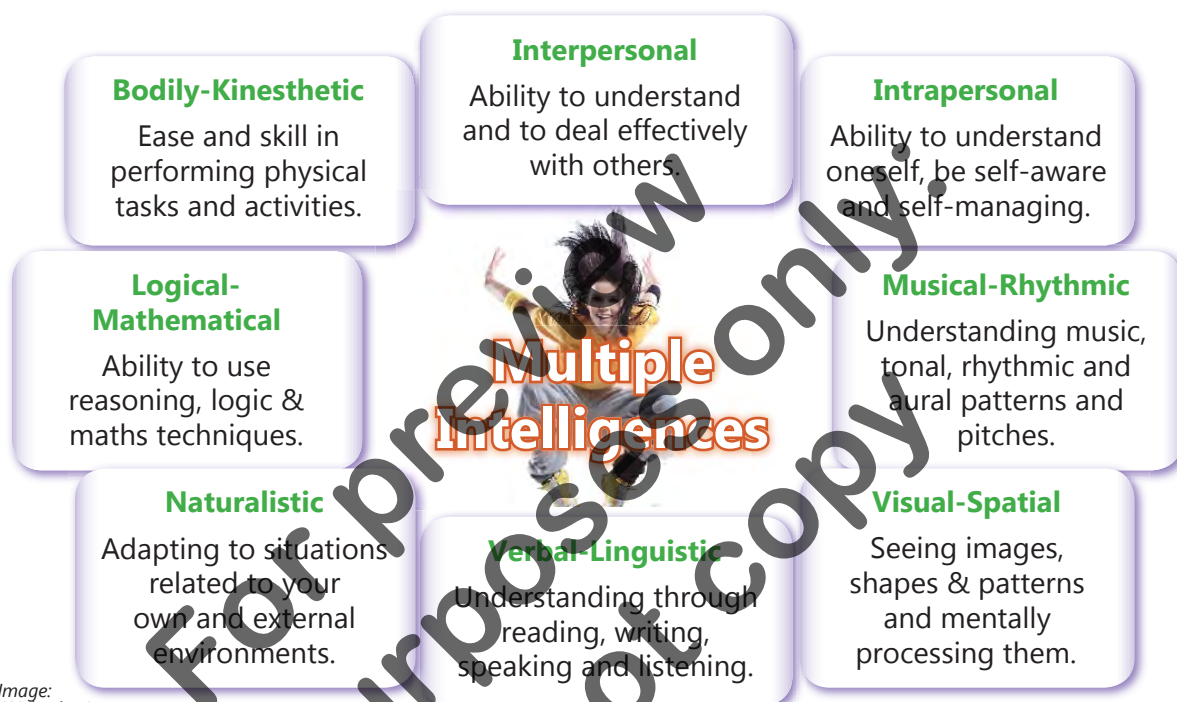 Interpersonal
Ability to understand
and to deal effectively
with others.
Bodily-Kinesthetic
Ease and skill in
performing physical
tasks and activities.
Intrapersonal
Ability to understand
oneself, be self-aware
and self-managing.
Logical-
Mathematical
Ability to use
reasoning, logic &
maths techniques.
Multiple
Intelligences
Musical-Rhythmic
Understanding music,
tonal, rhythmic and
aural patterns and
pitches.
Naturalistic
Adapting to situations
related to your
own and external
environments.
Verbal-Linguistic
Understanding through
reading, writing,
speaking and listening.
Visual-Spatial
Seeing images,
shapes & patterns
and mentally
processing them.
Image:
For preview
purposes only:
not copy